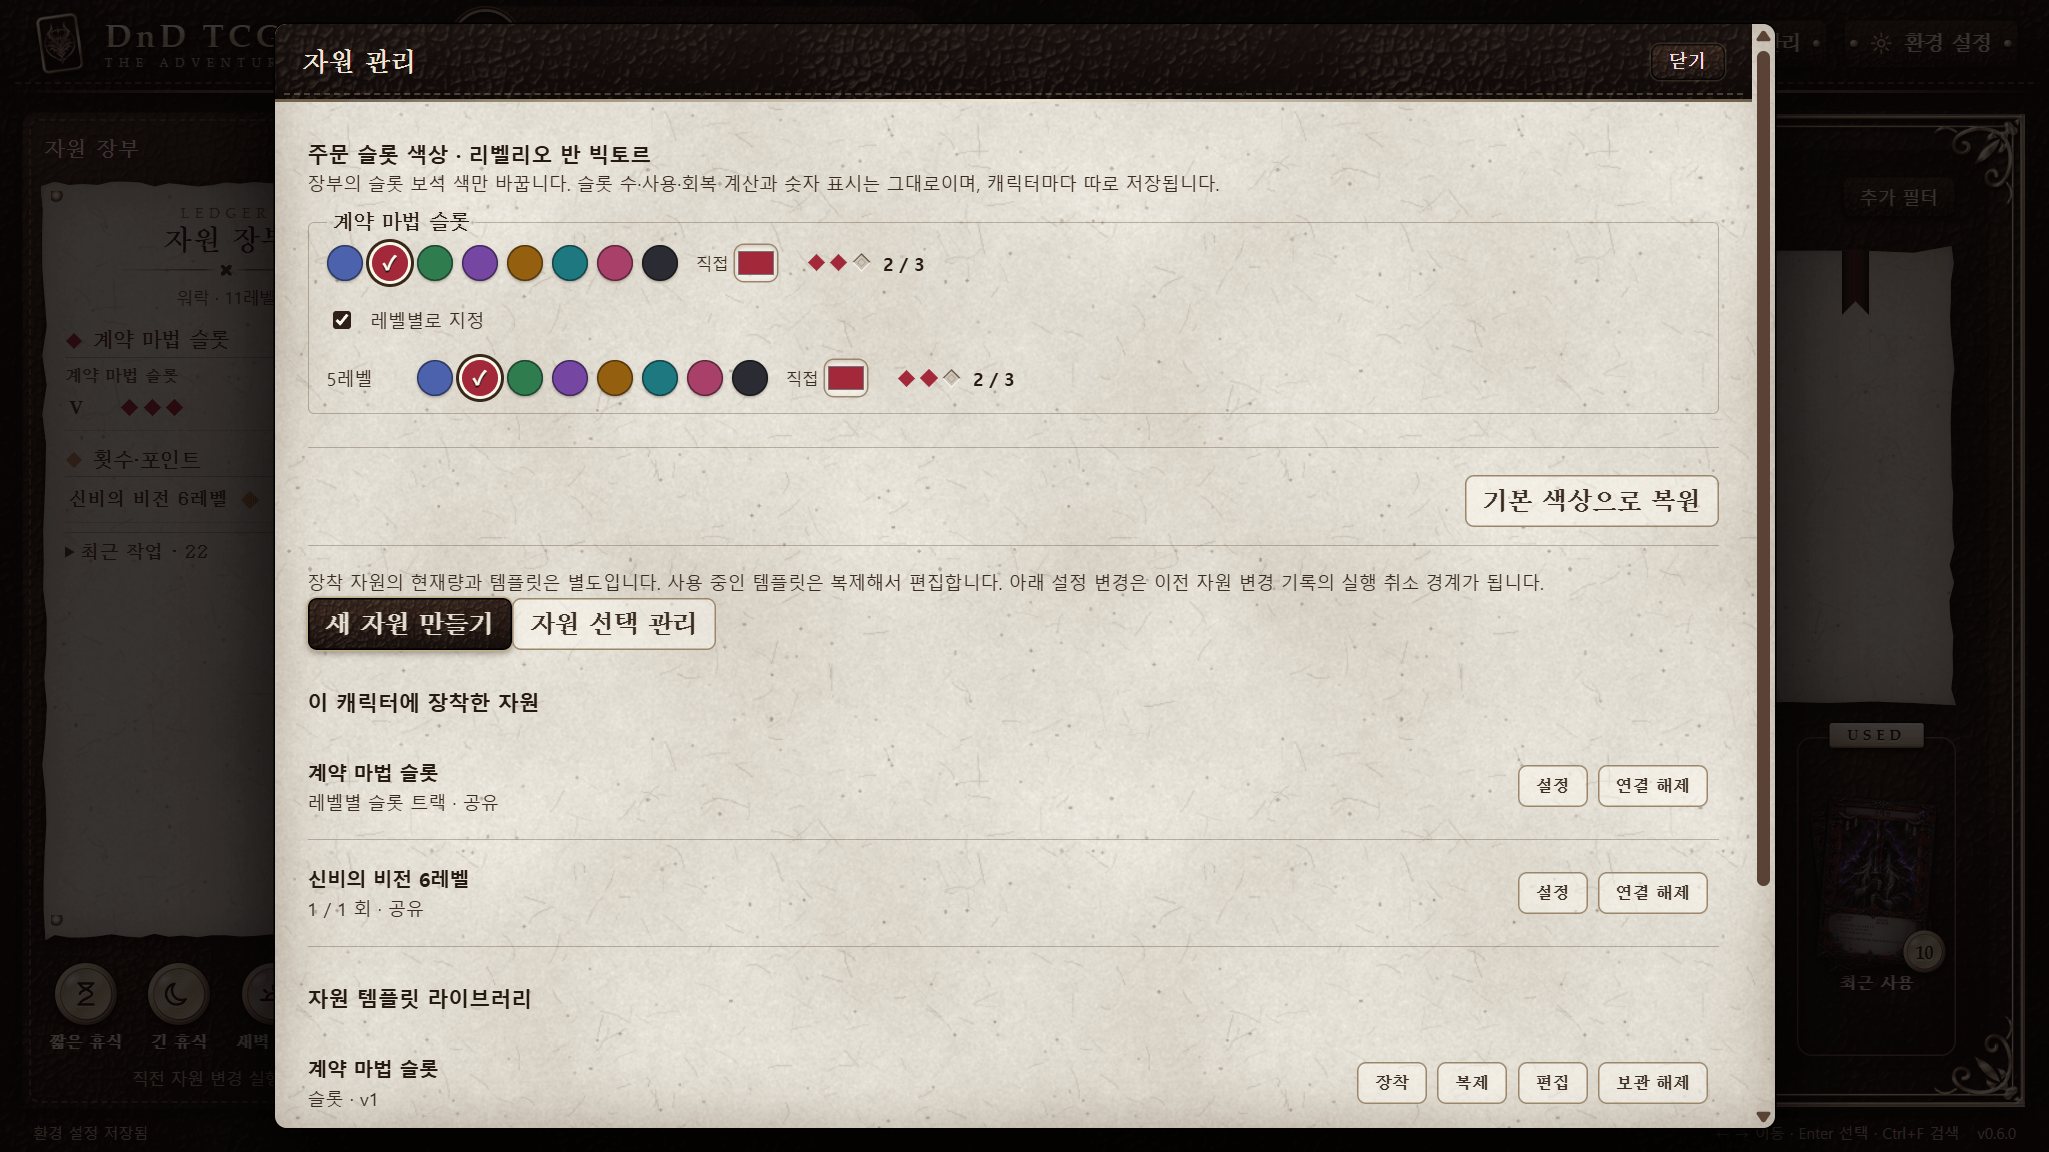 DnD TCG
THE ADVENTUR
환경 설정
자원 관리
닫기
자원 장부
LEDGER
자원 장부
워락 · 11레벨
계약 마법 슬롯
계약 마법 슬롯
V
횟수·포인트
신비의 비전 6레벨
최근 작업 · 22
짧은 휴식
긴 휴식
새벽
직전 자원 변경 실행
환경 설정 저장됨
주문 슬롯 색상 · 리벨리오 반 빅토르
장부의 슬롯 보석 색만 바꿉니다. 슬롯 수·사용·회복 계산과 숫자 표시는 그대로이며, 캐릭터마다 따로 저장됩니다.
계약 마법 슬롯
직접
2 / 3
레벨별로 지정
5레벨
직접
2 / 3
기본 색상으로 복원
장착 자원의 현재량과 템플릿은 별도입니다. 사용 중인 템플릿은 복제해서 편집합니다. 아래 설정 변경은 이전 자원 변경 기록의 실행 취소 경계가 됩니다.
새 자원 만들기
자원 선택 관리
이 캐릭터에 장착한 자원
계약 마법 슬롯
레벨별 슬롯 트랙 · 공유
설정
연결 해제
신비의 비전 6레벨
1 / 1 회 · 공유
설정
연결 해제
자원 템플릿 라이브러리
계약 마법 슬롯
슬롯 · v1
장착
복제
편집
보관 해제
추가 필터
USED
10
최근 사용
이동 · Enter 선택 · Ctrl+F 검색
v0.6.0